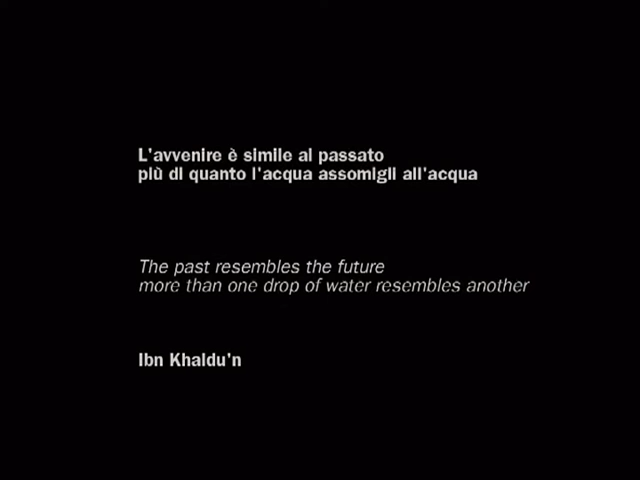 L'avvenire è simile al passato
più di quanto l'acqua assomigli all'acqua
The past resembles the future
more than one drop of water resembles another
Ibn Khaldu'n